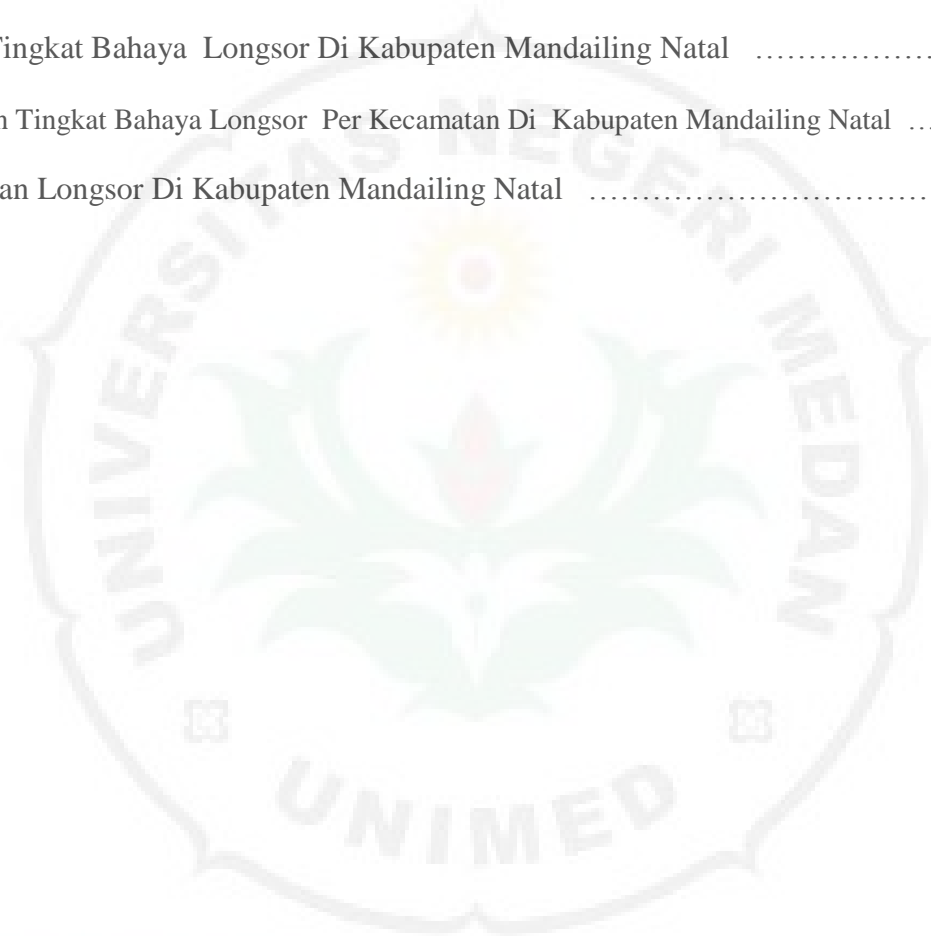 Tingkat Bahaya Longsor Di Kabupaten Mandailing Natal ……………….
Tingkat Bahaya Longsor Per Kecamatan Di Kabupaten Mandailing Natal …
Longsor Di Kabupaten Mandailing Natal ……………………………
UNIVERSITAS NEGERI MEDAN
UNIMED